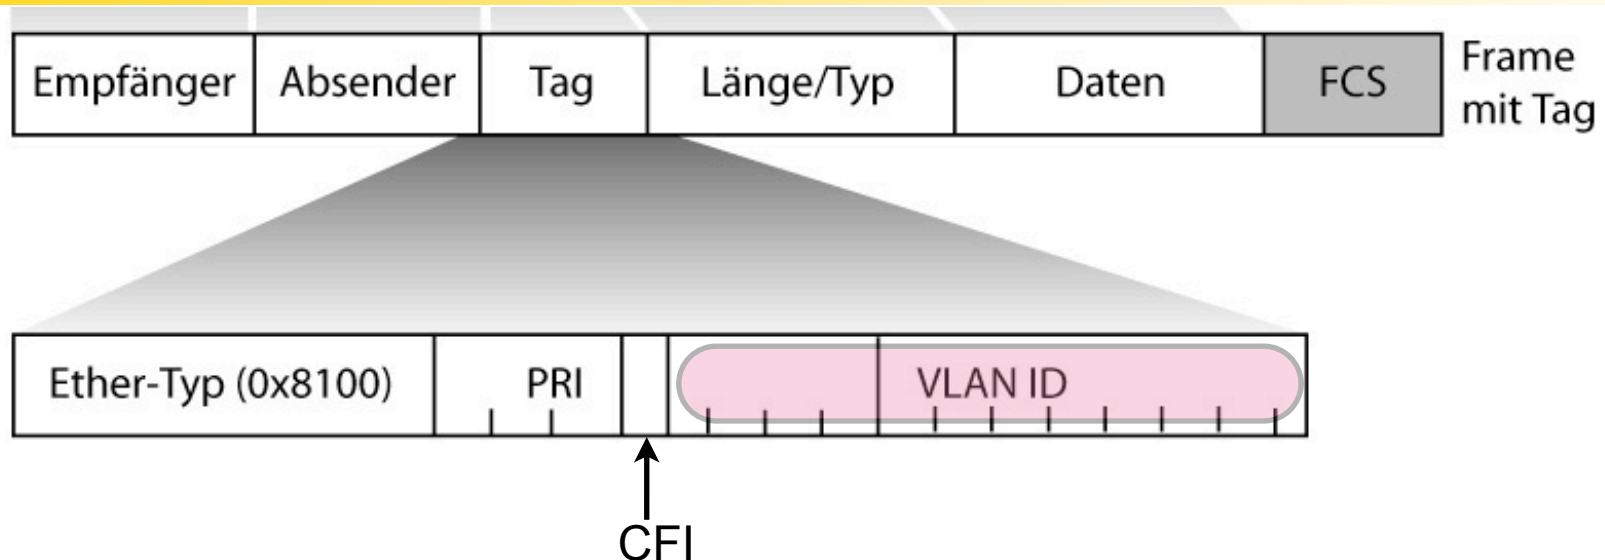 Empfänger Absender Tag Länge/Typ Daten FCS Frame
mit Tag
Ether-Typ (0x8100) PRI VLAN ID
CFI